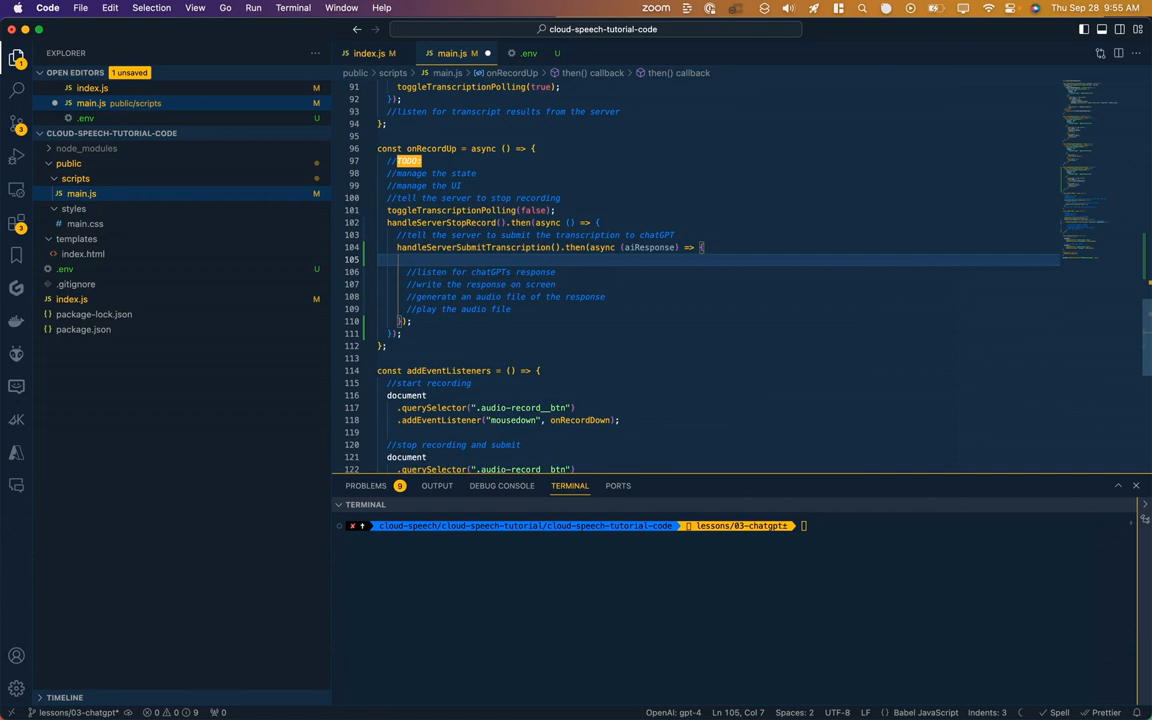 Code File Edit Selection View Go Run Terminal Window Help zoom Thu Sep 28 9:55 AM
cloud-speech-tutorial-code
EXPLORER
OPEN EDITORS 1 unsaved
index.js M
main.js public/scripts M
.env U
CLOUD-SPEECH-TUTORIAL-CODE
node_modules
public
scripts
main.js M
styles
main.css
templates
index.html
.env U
.gitignore
index.js M
package-lock.json
package.json
TIMELINE
index.js M main.js M .env U
public > scripts > main.js > onRecordUp > then() callback > then() callback
91 toggleTranscriptionPolling(true);
92 });
93 //listen for transcript results from the server
94 };
95
96 const onRecordUp = async () => {
97 //TODO:
98 //manage the state
99 //manage the UI
100 //tell the server to stop recording
101 toggleTranscriptionPolling(false);
102 handleServerStopRecord().then(async () => {
103 //tell the server to submit the transcription to chatGPT
104 handleServerSubmitTranscription().then(async (aiResponse) => {
105
106 //listen for chatGPTs response
107 //write the response on screen
108 //generate an audio file of the response
109 //play the audio file
110 });
111 });
112 };
113
114 const addEventListeners = () => {
115 //start recording
116 document
117 .querySelector(".audio-record__btn")
118 .addEventListener("mousedown", onRecordDown);
119
120 //stop recording and submit
121 document
122 .querySelector(".audio-record__btn")
PROBLEMS 9 OUTPUT DEBUG CONSOLE TERMINAL PORTS
TERMINAL
cloud-speech/cloud-speech-tutorial/cloud-speech-tutorial-code lessons/03-chatgpt±
lessons/03-chatgpt* 0 0 9 0 OpenAI: gpt-4 Ln 105, Col 7 Spaces: 2 UTF-8 LF {} Babel JavaScript Indents: 3 Spell Prettier